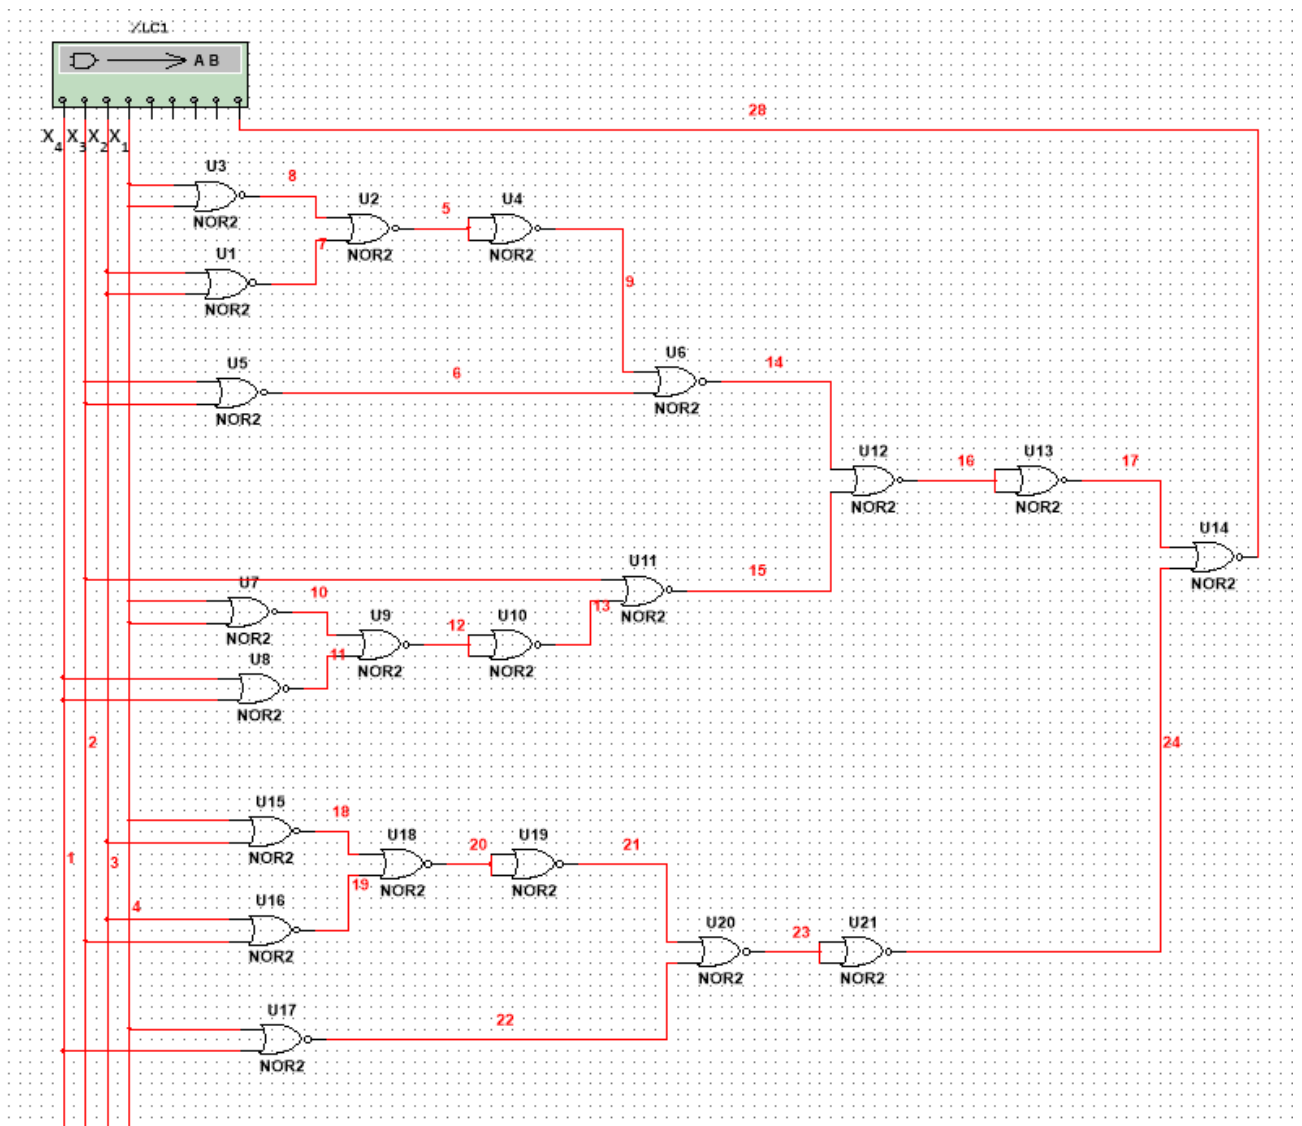 XLC1
A B
28
X4 X3 X2 X1
U3
8
NOR2
U2
5
U4
7
NOR2
NOR2
U1
NOR2
9
U5
6
NOR2
U6
14
NOR2
U12
16
U13
17
NOR2
NOR2
U14
NOR2
U11
15
13
NOR2
U7
10
NOR2
U9
12
U10
11
NOR2
NOR2
U8
NOR2
2
24
U15
18
NOR2
U18
20
U19
21
19
NOR2
NOR2
1
3
4
U16
NOR2
U20
23
U21
NOR2
NOR2
U17
22
NOR2